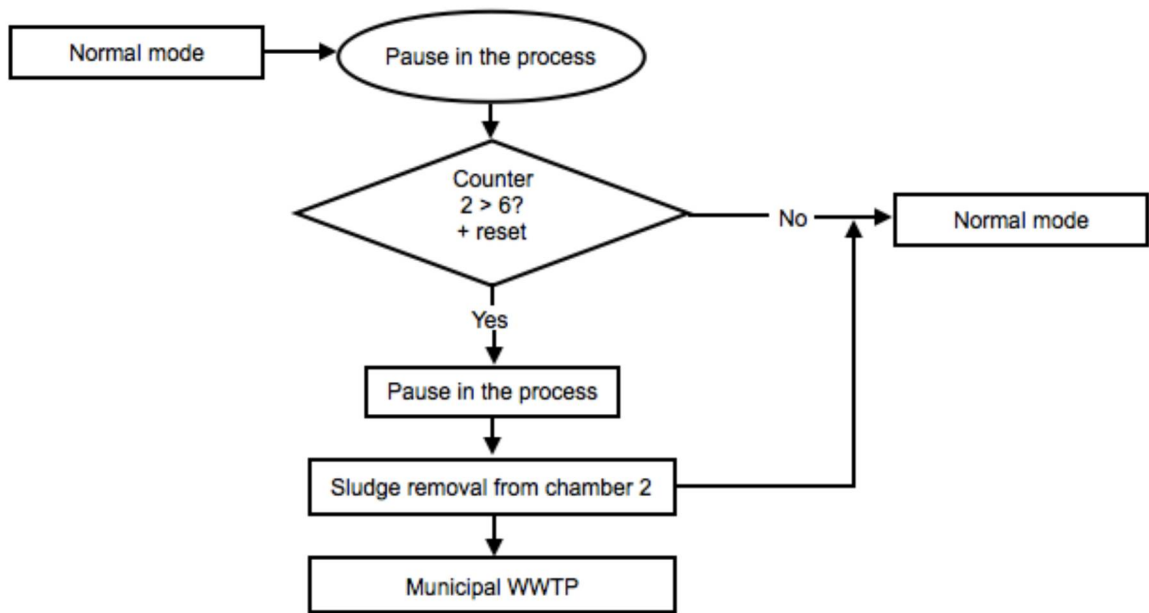 Normal mode
Pause in the process
Counter
2 > 6?
+ reset
No
Normal mode
Yes
Pause in the process
Sludge removal from chamber 2
Municipal WWTP